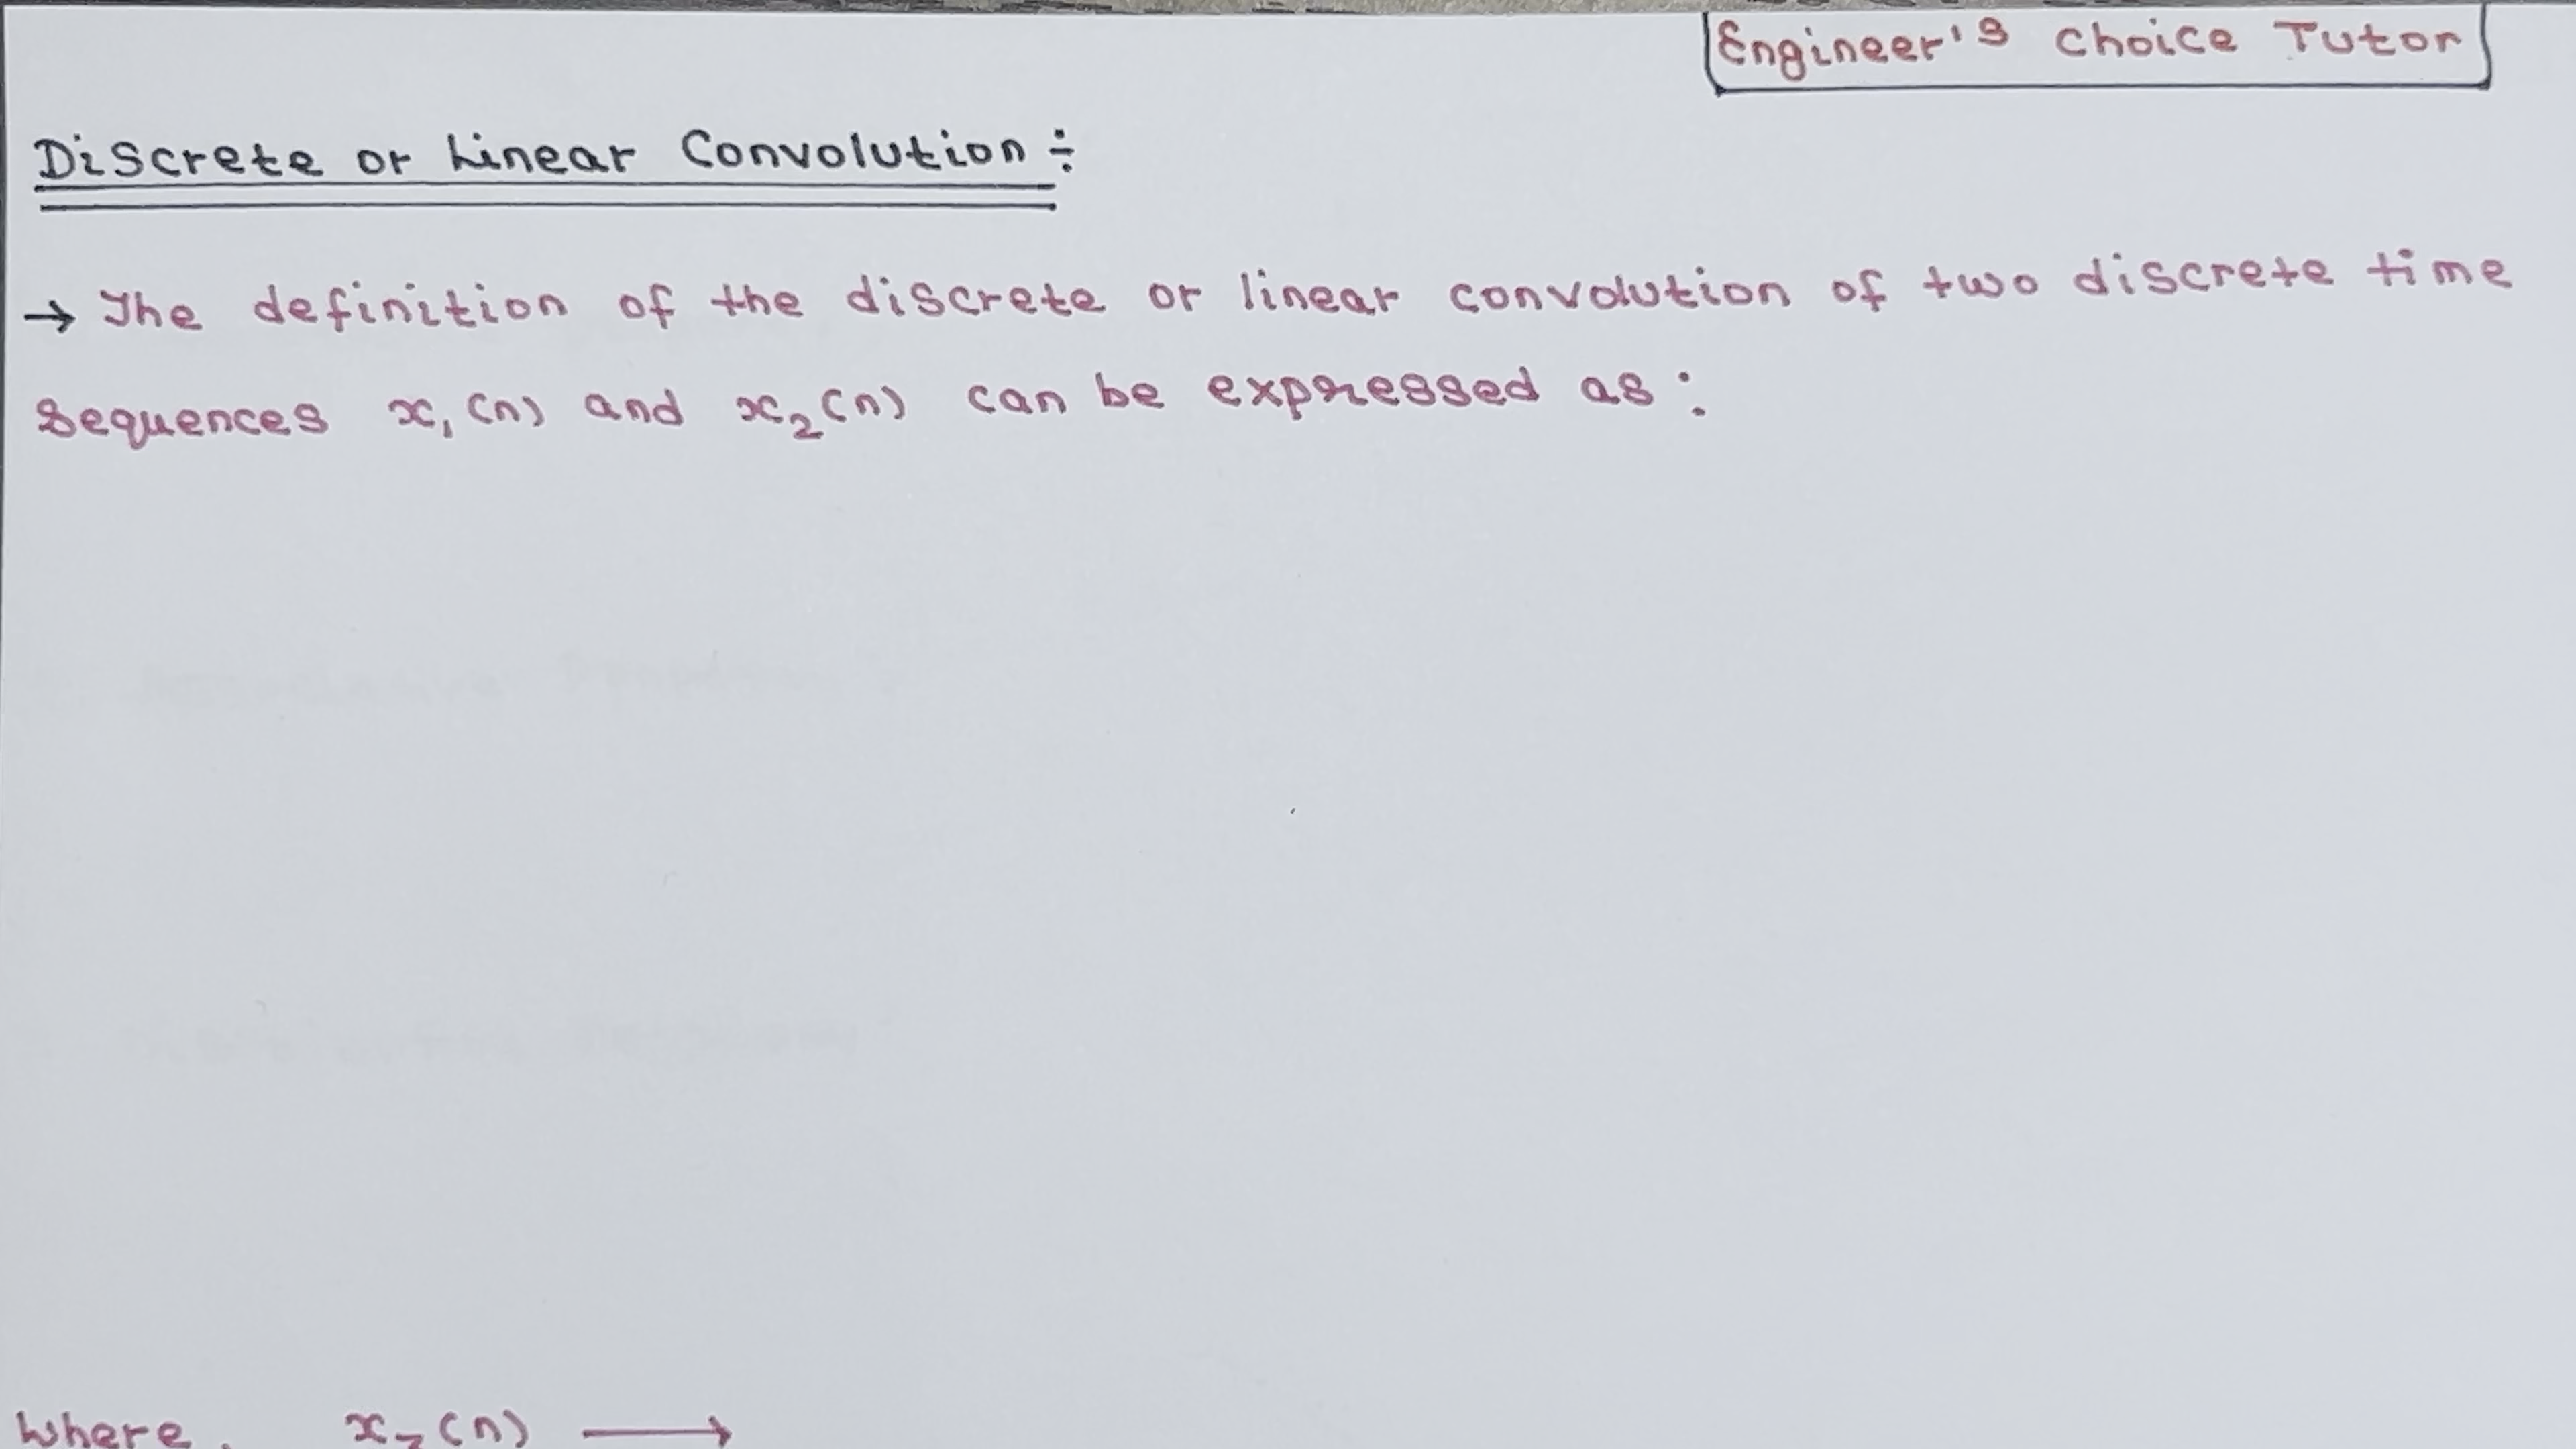 Engineer's Choice Tutor
Discrete or Linear Convolution ÷
→ The definition of the discrete or linear convolution of two discrete time
sequences x₁(n) and x₂(n) can be expressed as :
Where, x₃(n) ⟶